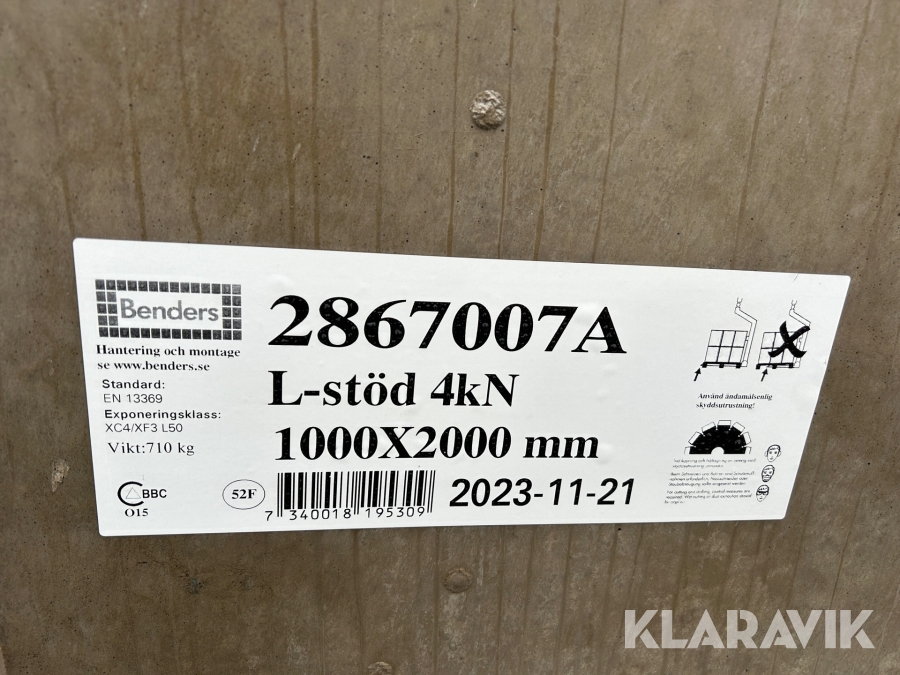 Benders
Hantering och montage
se www.benders.se
Standard:
EN 13369
Exponeringsklass:
XC4/XF3 L50
Vikt:710 kg
BBC
O15
52F
2867007A
L-stöd 4kN
1000X2000 mm
7 340018 195309
2023-11-21
Använd ändamålsenlig
skyddsutrustning!
KLARAVIK